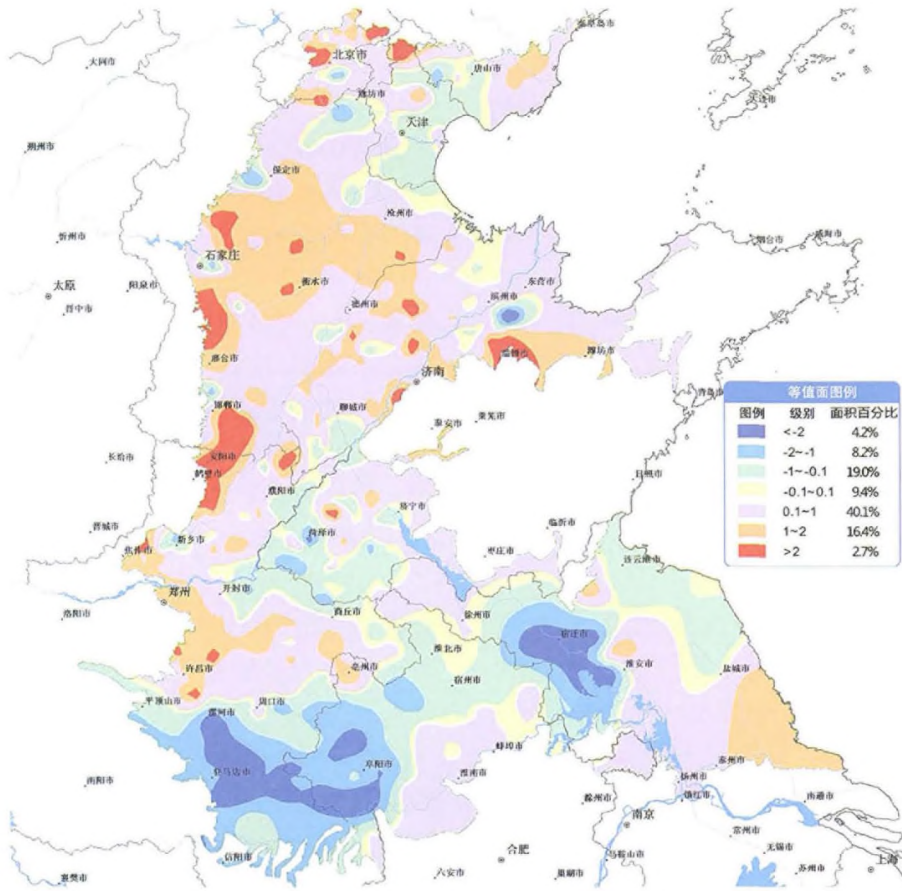 秦皇岛市
北京市
大同市
唐山市
廊坊市
大连市
天津
朔州市
保定市
沧州市
忻州市
烟台市
威海市
石家庄
太原
阳泉市
衡水市
东营市
滨州市
德州市
晋中市
淄博市
潍坊市
邢台市
济南
青岛市
邯郸市
聊城市
莱芜市
泰安市
长治市
安阳市
鹤壁市
日照市
濮阳市
济宁市
晋城市
菏泽市
临沂市
新乡市
焦作市
枣庄市
连云港市
开封市
郑州
洛阳市
商丘市
徐州市
宿迁市
淮北市
许昌市
亳州市
宿州市
淮安市
盐城市
平顶山市
周口市
漯河市
蚌埠市
驻马店市
阜阳市
淮南市
泰州市
南阳市
扬州市
滁州市
镇江市
南通市
南京
常州市
信阳市
合肥
马鞍山市
无锡市
上海
六安市
巢湖市
苏州市
襄樊市
等值面图例
图例 级别 面积百分比
<-2 4.2%
-2~-1 8.2%
-1~-0.1 19.0%
-0.1~0.1 9.4%
0.1~1 40.1%
1~2 16.4%
>2 2.7%